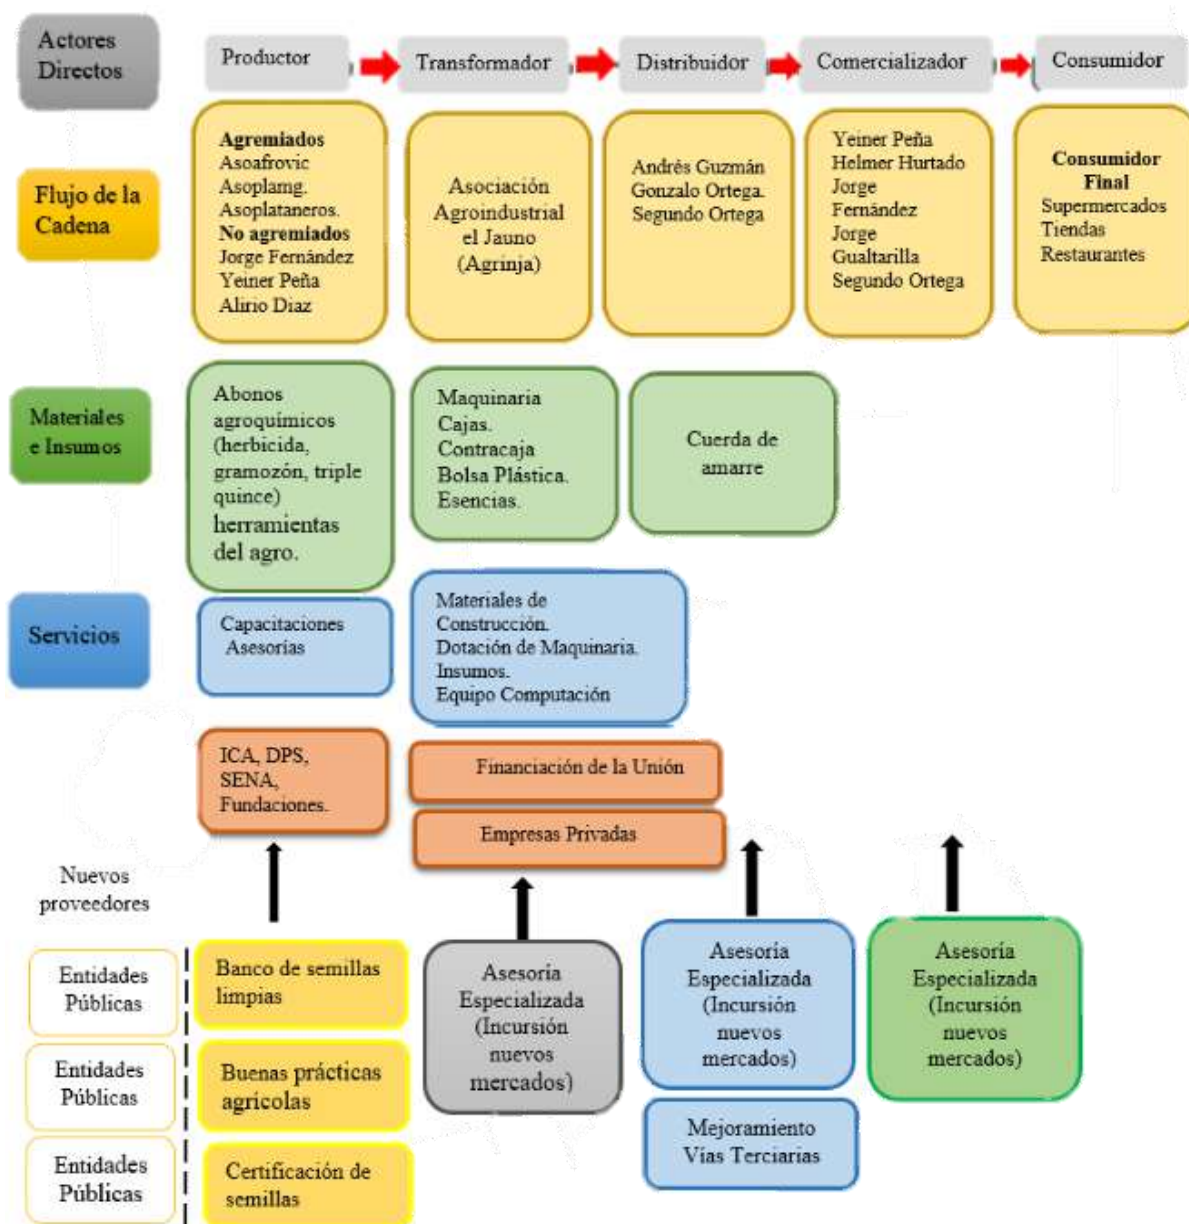 Actores
Directos
Productor
Transformador
Distribuidor
Comercializador
Consumidor
Flujo de la
Cadena
Agremiados
Asoafrovic
Asoplamg.
Asoplataneros.
No agremiados
Jorge Fernández
Yeiner Peña
Alirio Diaz
Asociación
Agroindustrial
el Jauno
(Agrinja)
Andrés Guzmán
Gonzalo Ortega.
Segundo Ortega
Yeiner Peña
Helmer Hurtado
Jorge
Fernández
Jorge
Gualtarilla
Segundo Ortega
Consumidor
Final
Supermercados
Tiendas
Restaurantes
Materiales
e Insumos
Abonos
agroquímicos
(herbicida,
gramozón, triple
quince)
herramientas
del agro.
Maquinaria
Cajas.
Contracaja
Bolsa Plástica.
Esencias.
Cuerda de
amarre
Servicios
Capacitaciones
Asesorías
Materiales de
Construcción.
Dotación de Maquinaria.
Insumos.
Equipo Computación
ICA, DPS,
SENA,
Fundaciones.
Financiación de la Unión
Empresas Privadas
Nuevos
proveedores
Entidades
Públicas
Banco de semillas
limpias
Asesoría
Especializada
(Incursión
nuevos
mercados)
Asesoría
Especializada
(Incursión
nuevos
mercados)
Asesoría
Especializada
(Incursión
nuevos
mercados)
Entidades
Públicas
Buenas prácticas
agrícolas
Mejoramiento
Vías Terciarias
Entidades
Públicas
Certificación de
semillas